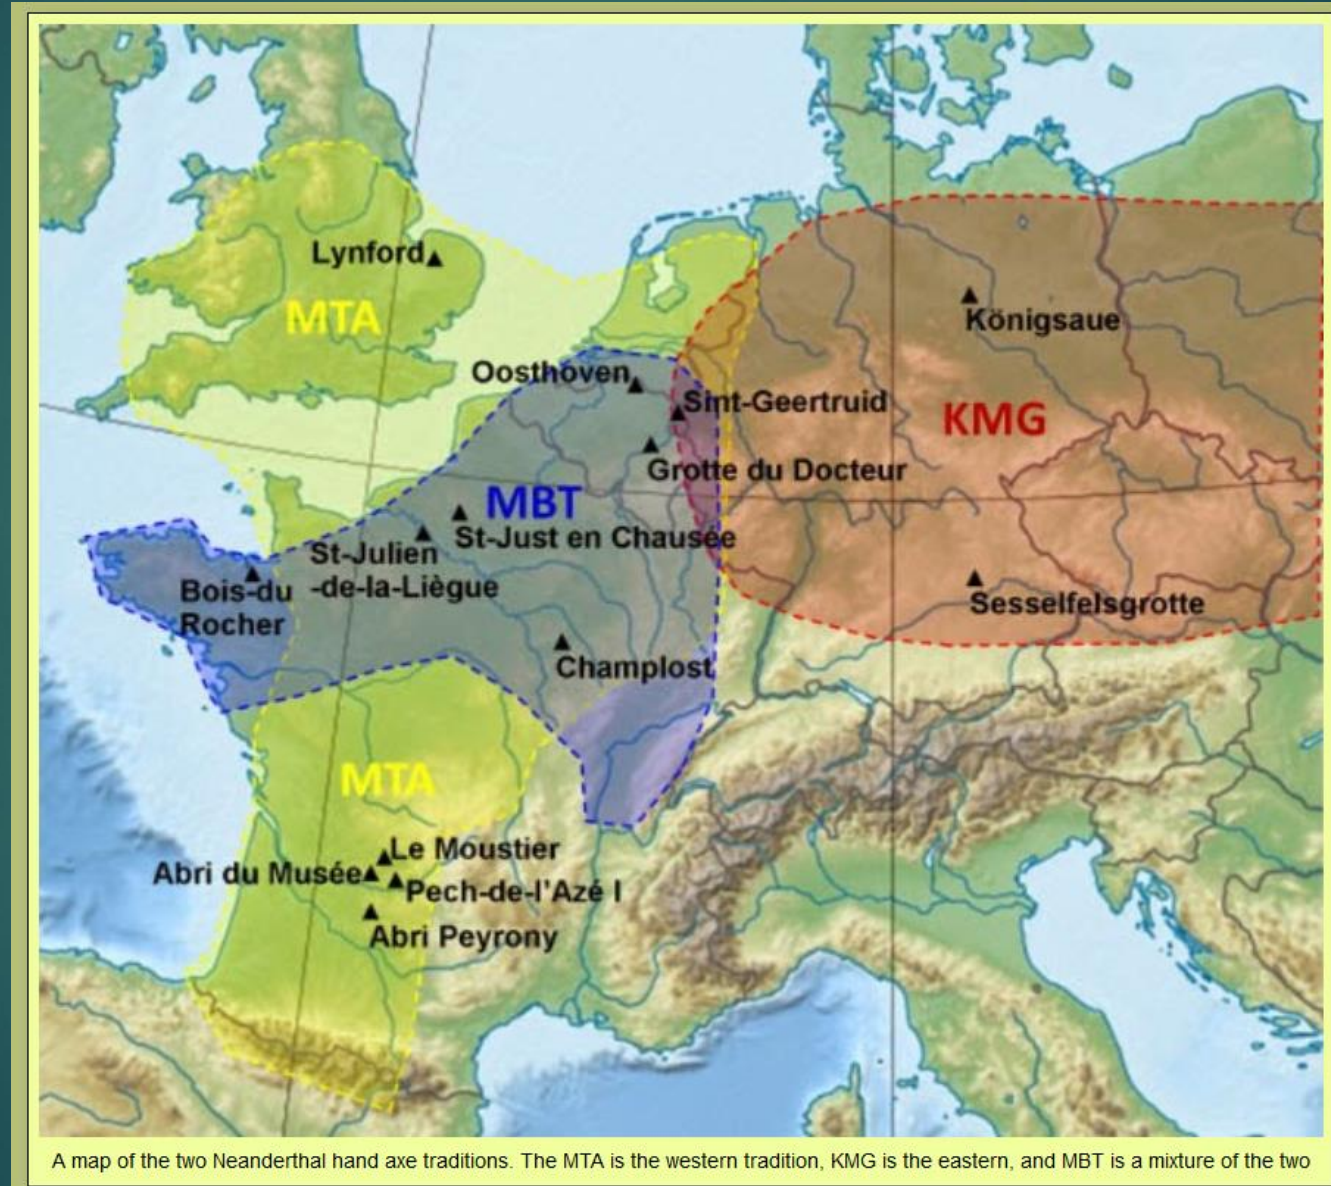 Lynford
MTA
Königsaue
Oosthoven
Sint-Geertruid
KMG
Grotte du Docteur
MBT
St-Just en Chausée
St-Julien
-de-la-Liègue
Bois-du
Rocher
Sesselfelsgrotte
Champlost
MTA
Le Moustier
Abri du Musée
Pech-de-l'Azé I
Abri Peyrony
A map of the two Neanderthal hand axe traditions. The MTA is the western tradition, KMG is the eastern, and MBT is a mixture of the two